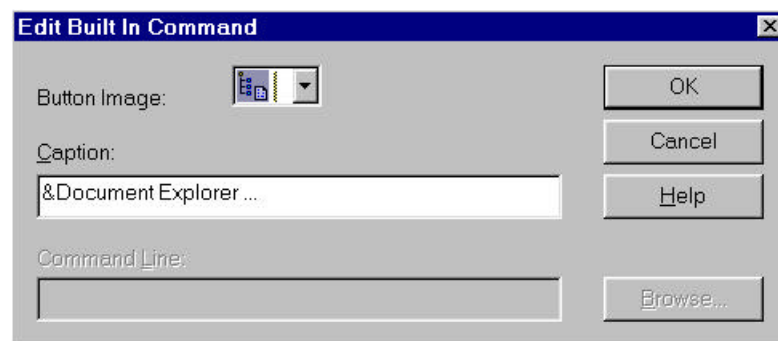 Edit Built In Command
Button Image:
OK
Caption:
Cancel
&Document Explorer ...
Help
Command Line:
Browse...